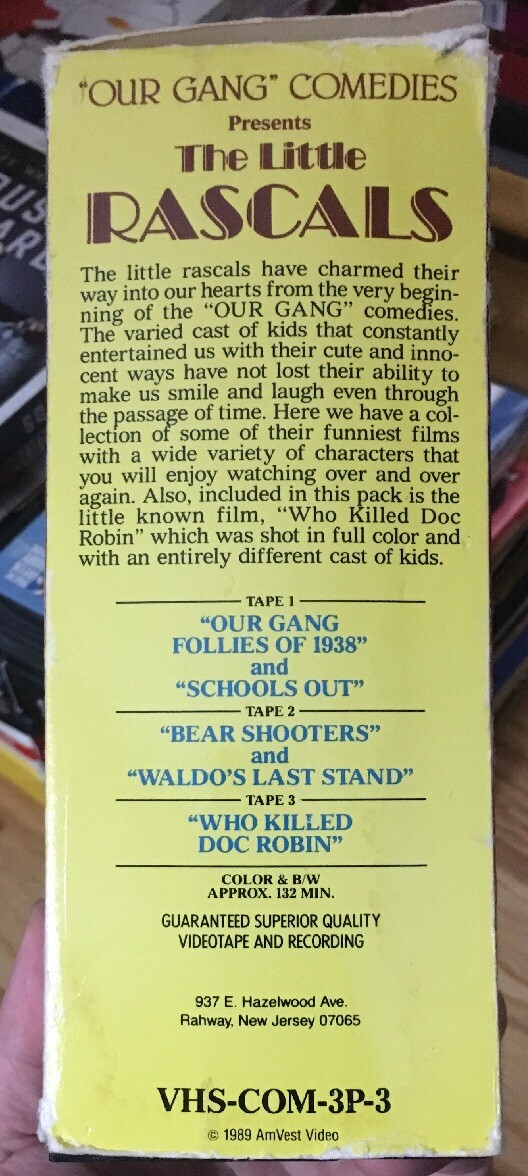 "OUR GANG" COMEDIES
Presents
The Little
RASCALS
The little rascals have charmed their
way into our hearts from the very begin-
ning of the "OUR GANG" comedies.
The varied cast of kids that constantly
entertained us with their cute and inno-
cent ways have not lost their ability to
make us smile and laugh even through
the passage of time. Here we have a col-
lection of some of their funniest films
with a wide variety of characters that
you will enjoy watching over and over
again. Also, included in this pack is the
little known film, "Who Killed Doc
Robin" which was shot in full color and
with an entirely different cast of kids.
TAPE 1
"OUR GANG
FOLLIES OF 1938"
and
"SCHOOLS OUT"
TAPE 2
"BEAR SHOOTERS"
and
"WALDO'S LAST STAND"
TAPE 3
"WHO KILLED
DOC ROBIN"
COLOR & B/W
APPROX. 132 MIN.
GUARANTEED SUPERIOR QUALITY
VIDEOTAPE AND RECORDING
937 E. Hazelwood Ave.
Rahway, New Jersey 07065
VHS-COM-3P-3
© 1989 AmVest Video